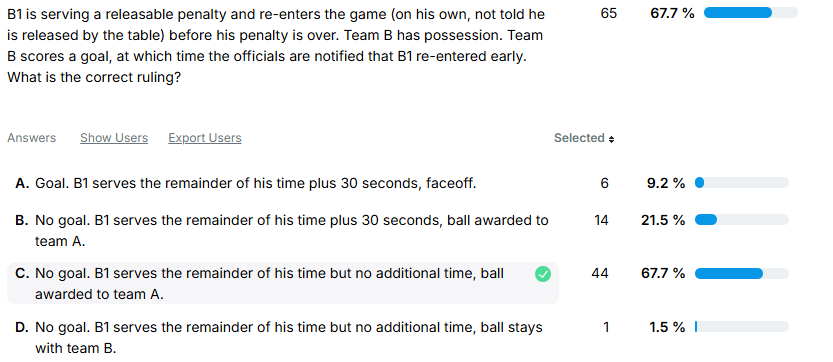 B1 is serving a releasable penalty and re-enters the game (on his own, not told he 65 67.7 %
is released by the table) before his penalty is over. Team B has possession. Team
B scores a goal, at which time the officials are notified that B1 re-entered early.
What is the correct ruling?
Answers Show Users Export Users Selected
A. Goal. B1 serves the remainder of his time plus 30 seconds, faceoff. 6 9.2 %
B. No goal. B1 serves the remainder of his time plus 30 seconds, ball awarded to 14 21.5 %
team A.
C. No goal. B1 serves the remainder of his time but no additional time, ball 44 67.7 %
awarded to team A.
D. No goal. B1 serves the remainder of his time but no additional time, ball stays 1 1.5 %
with team B.